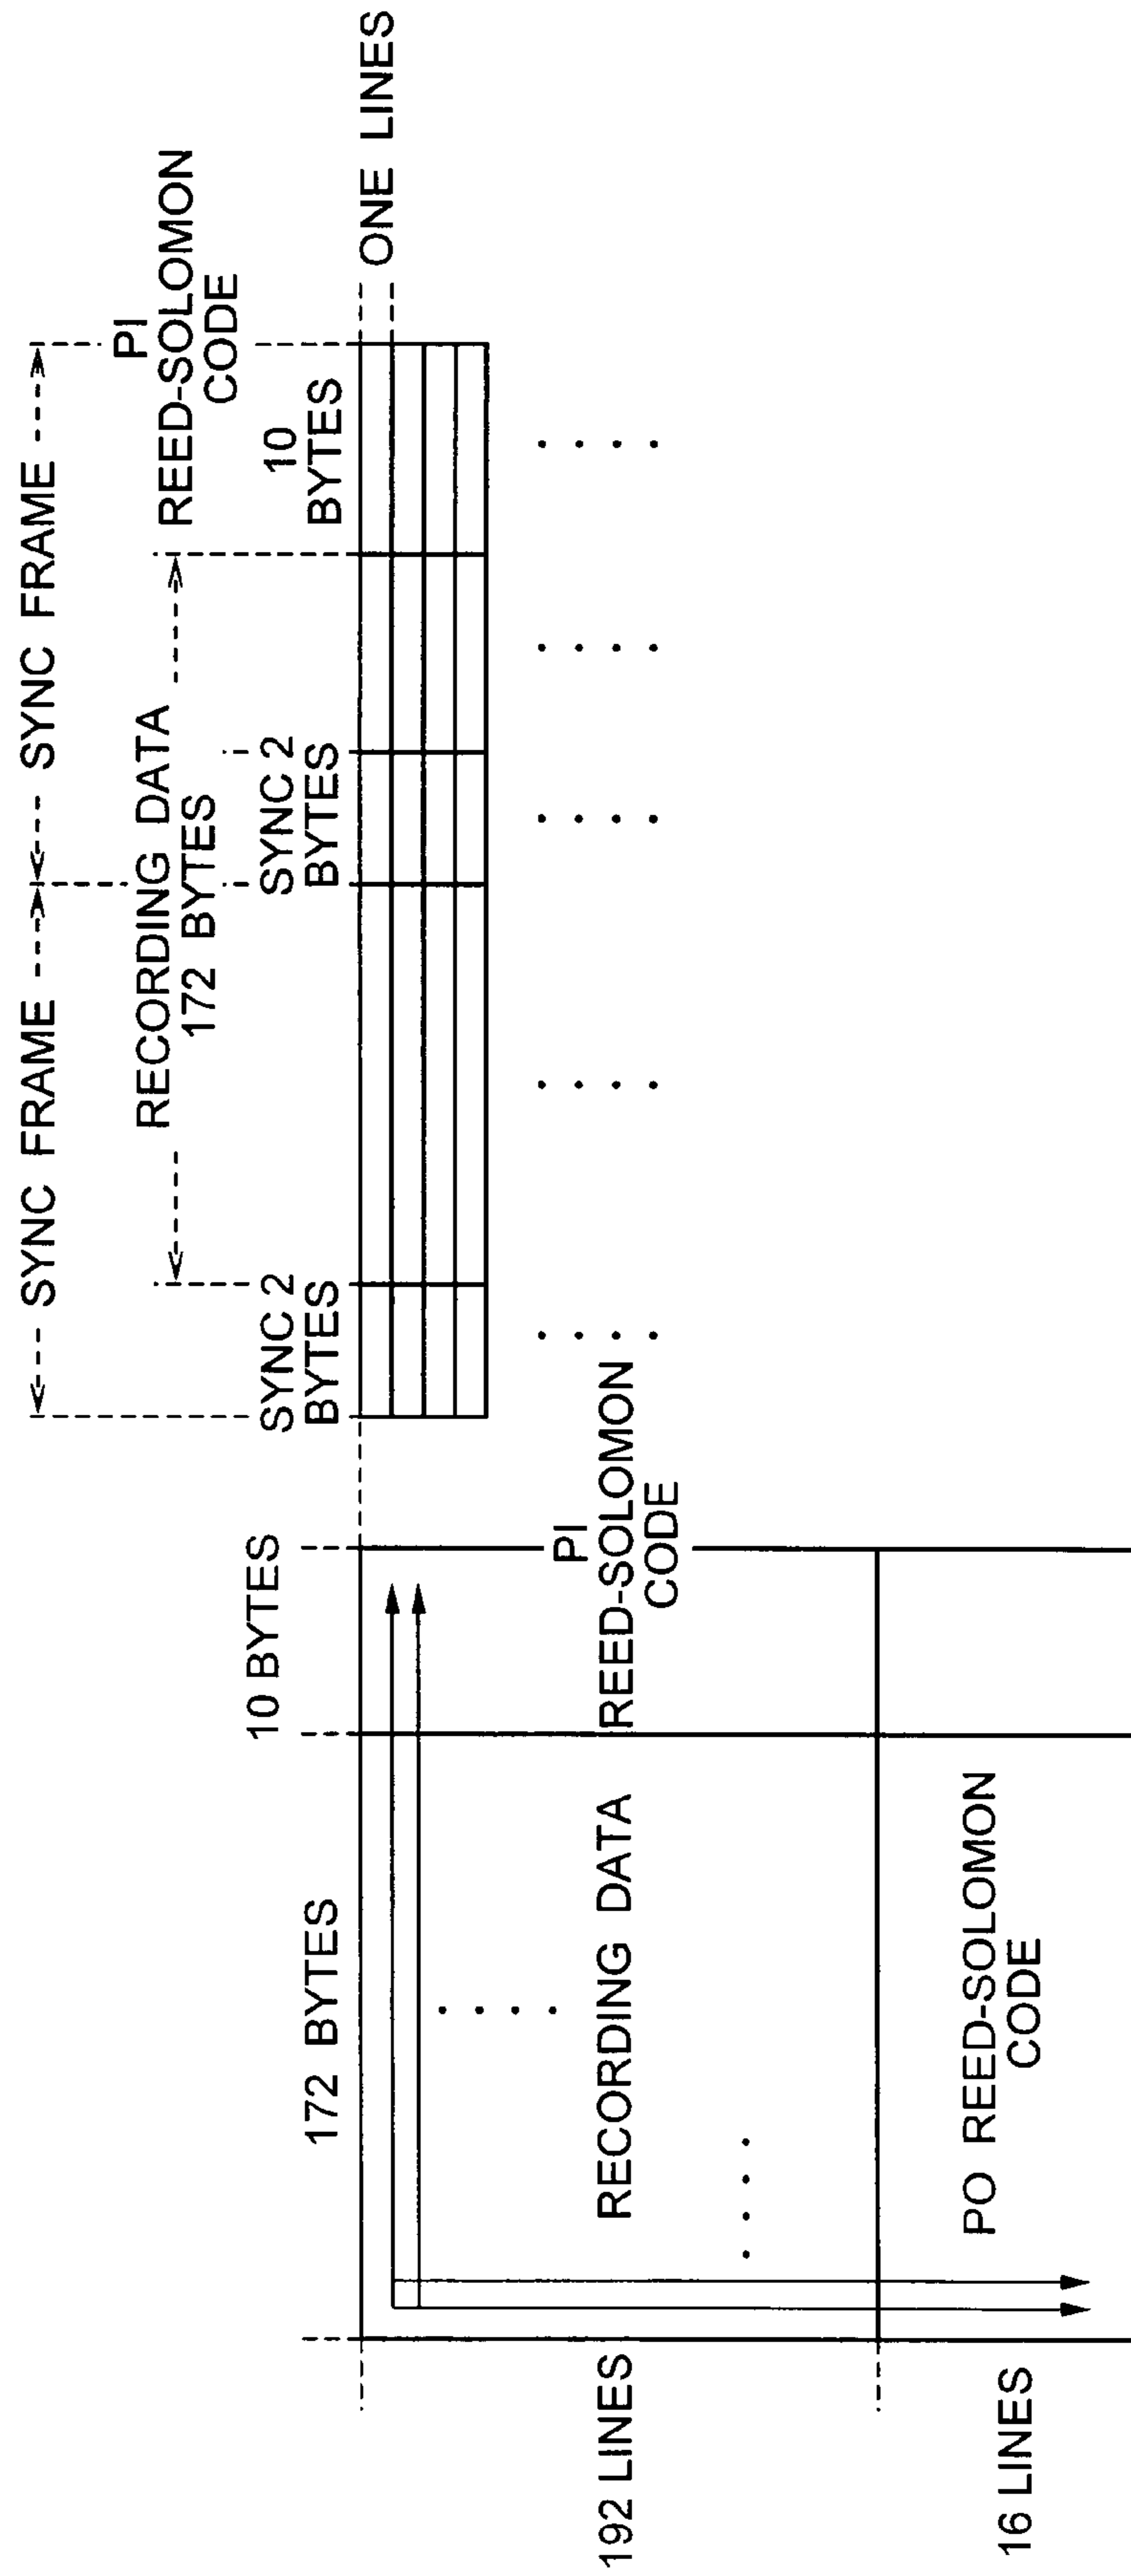 172 BYTES
10 BYTES
192 LINES
RECORDING DATA
PI
REED-SOLOMON
CODE
16 LINES
PO REED-SOLOMON
CODE
SYNC FRAME
SYNC FRAME
RECORDING DATA
172 BYTES
PI
REED-SOLOMON
CODE
SYNC 2
BYTES
SYNC 2
BYTES
10
BYTES
ONE LINES